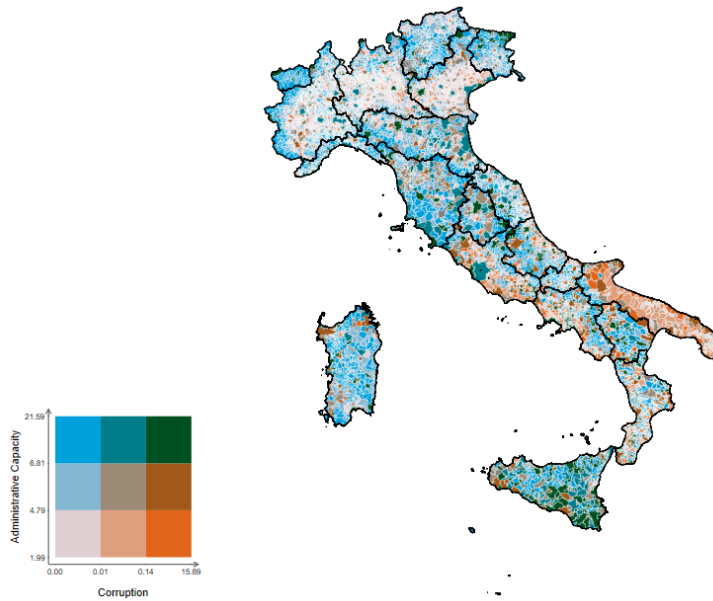 21.59
6.81
4.79
1.99
Administrative Capacity
0.00 0.01 0.14 15.89
Corruption